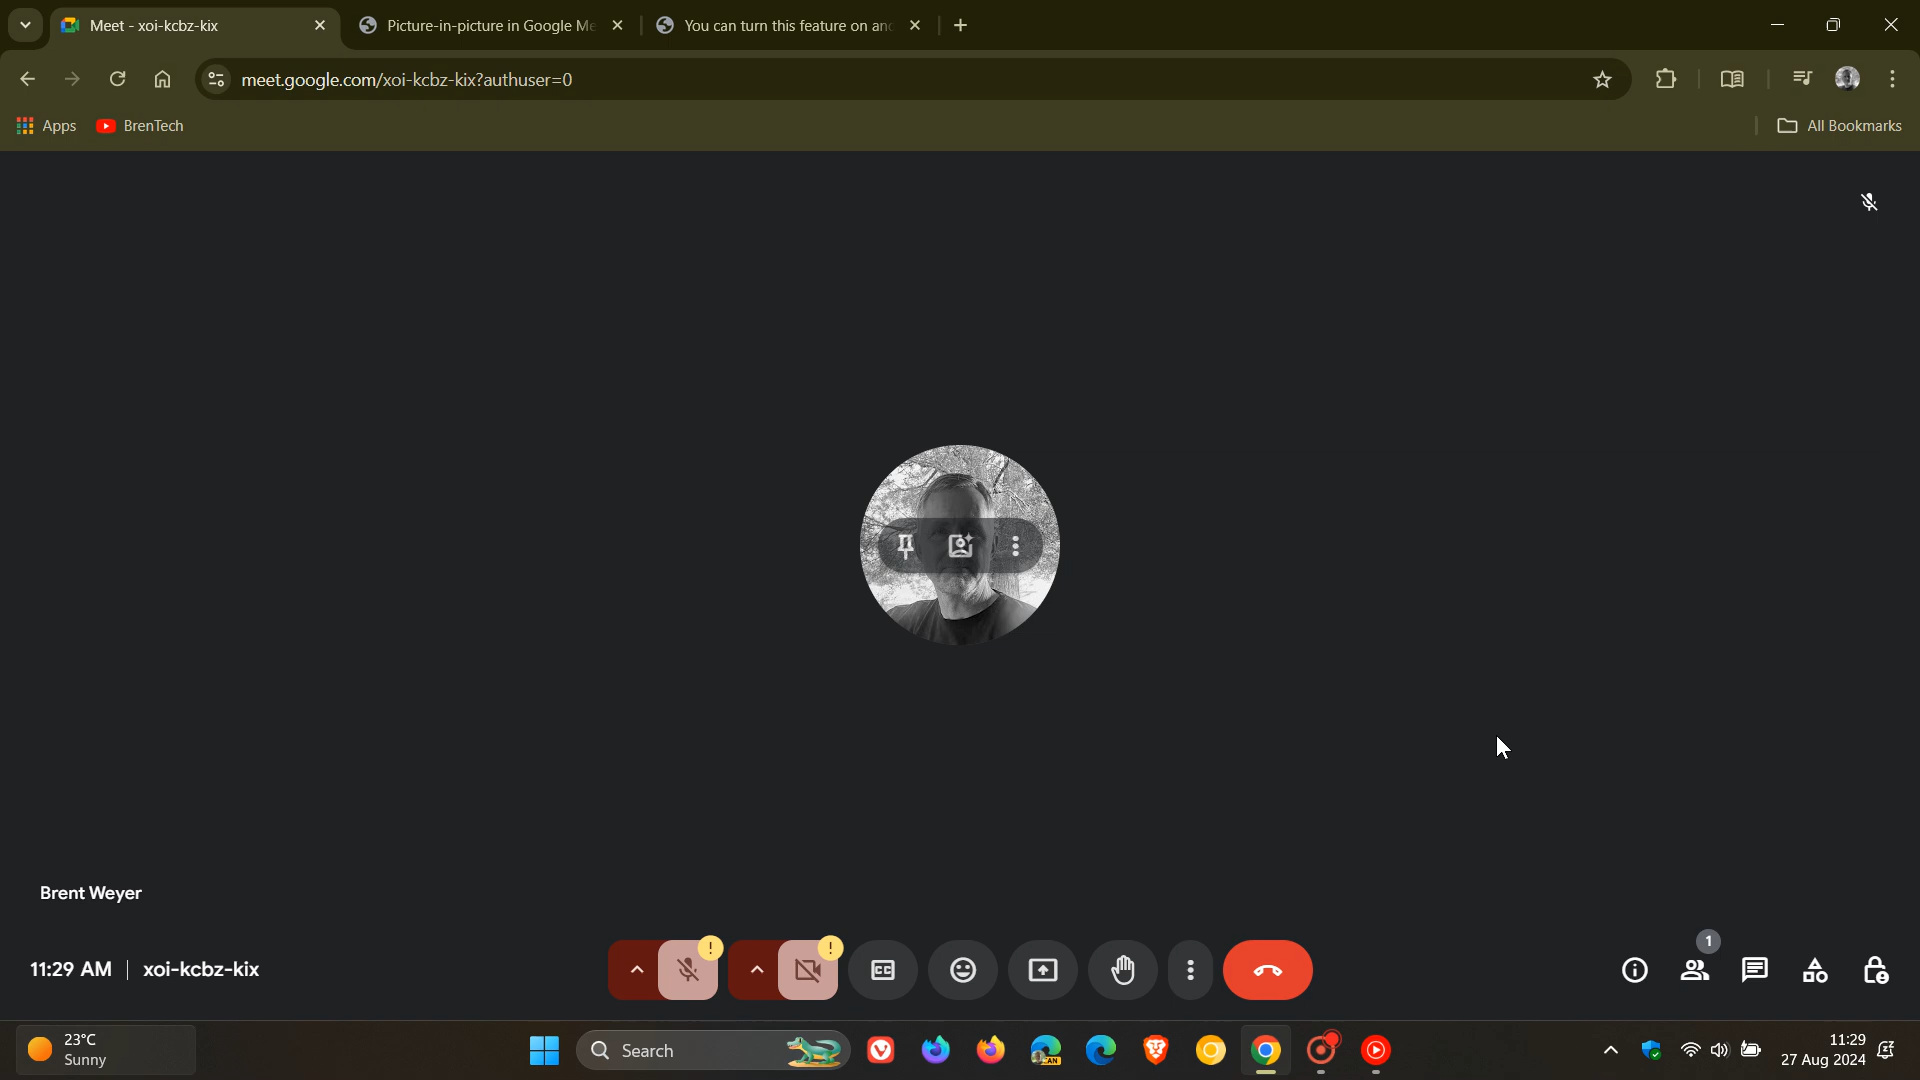 Meet - xoi-kcbz-kix
Picture-in-picture in Google Me
You can turn this feature on an
meet.google.com/xoi-kcbz-kix?authuser=0
Apps
BrenTech
All Bookmarks
Brent Weyer
11:29 AM
xoi-kcbz-kix
1
23°C
Sunny
Search
CAN
11:29
27 Aug 2024